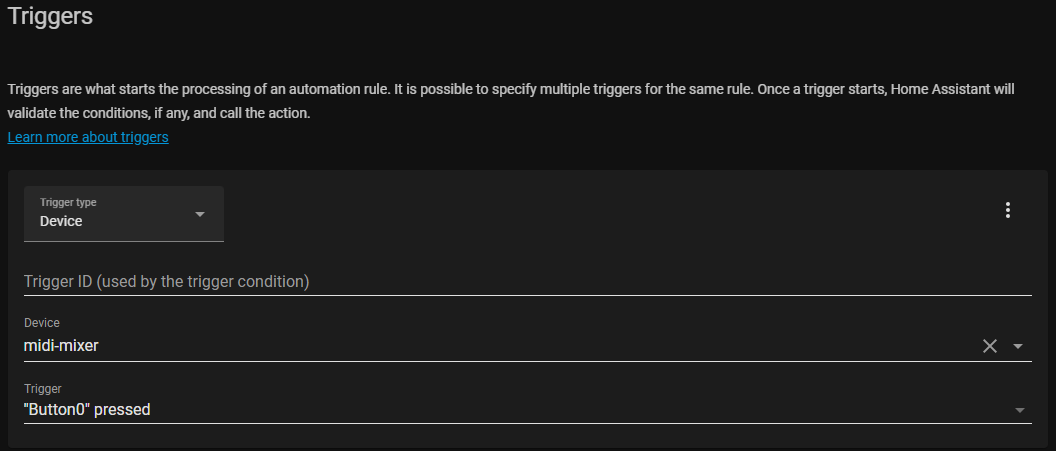 Triggers
Triggers are what starts the processing of an automation rule. It is possible to specify multiple triggers for the same rule. Once a trigger starts, Home Assistant will
validate the conditions, if any, and call the action.
Learn more about triggers
Trigger type
Device
Trigger ID (used by the trigger condition)
Device
midi-mixer
Trigger
"Button0" pressed